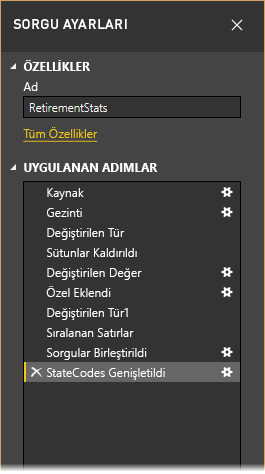 SORGU AYARLARI
ÖZELLİKLER
Ad
RetirementStats
Tüm Özellikler
UYGULANAN ADIMLAR
Kaynak
Gezinti
Değiştirilen Tür
Sütunlar Kaldırıldı
Değiştirilen Değer
Özel Eklendi
Değiştirilen Tür1
Sıralanan Satırlar
Sorgular Birleştirildi
StateCodes Genişletildi